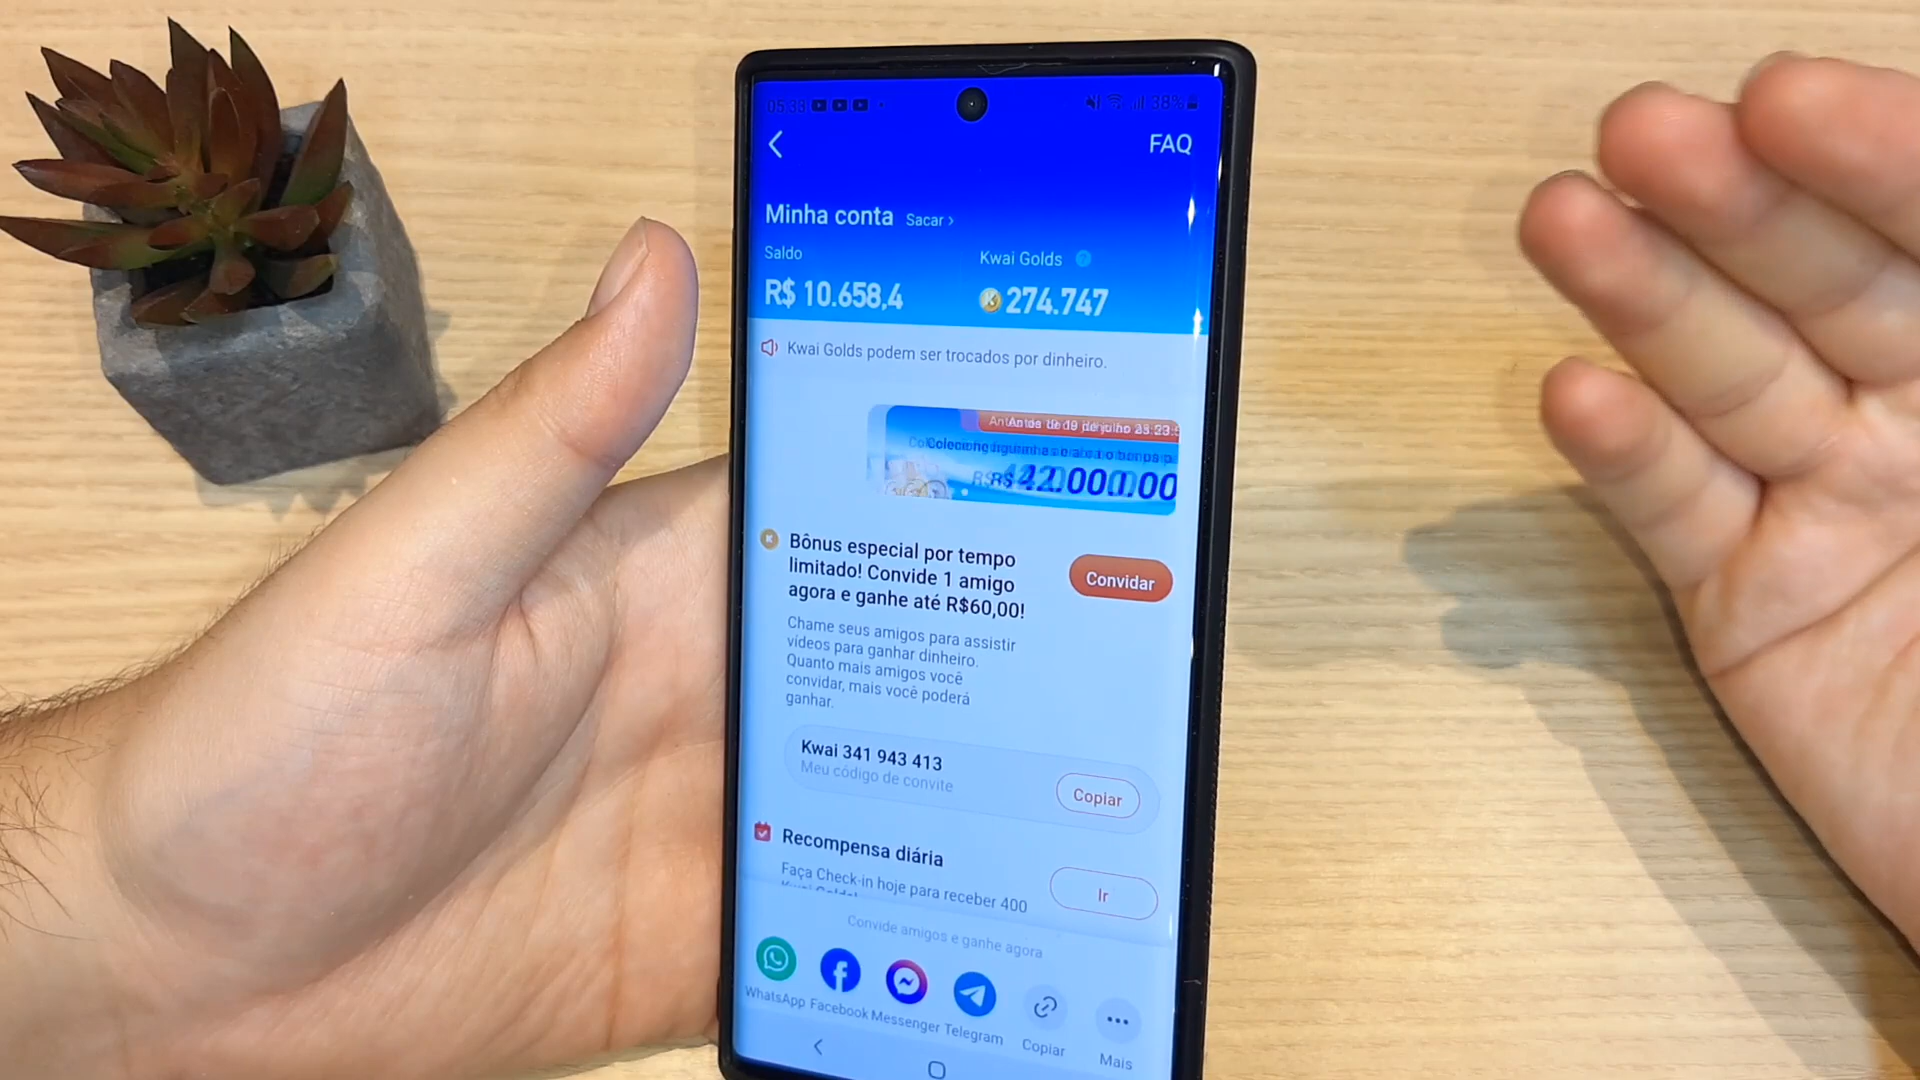 05:33
38%
FAQ
Minha conta Sacar ›
Saldo
R$ 10.658,4
Kwai Golds ?
274.747
Kwai Golds podem ser trocados por dinheiro.
Bônus especial por tempo
limitado! Convide 1 amigo
agora e ganhe até R$60,00!
Convidar
Chame seus amigos para assistir
vídeos para ganhar dinheiro.
Quanto mais amigos você
convidar, mais você poderá
ganhar.
Kwai 341 943 413
Meu código de convite
Copiar
Recompensa diária
Faça Check-in hoje para receber 400
Ir
Convide amigos e ganhe agora
WhatsApp Facebook Messenger Telegram Copiar Mais